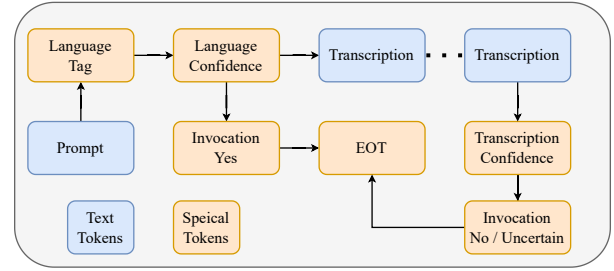 Language
Tag
Language
Confidence
Transcription
Transcription
Prompt
Invocation
Yes
EOT
Transcription
Confidence
Text
Tokens
Speical
Tokens
Invocation
No / Uncertain